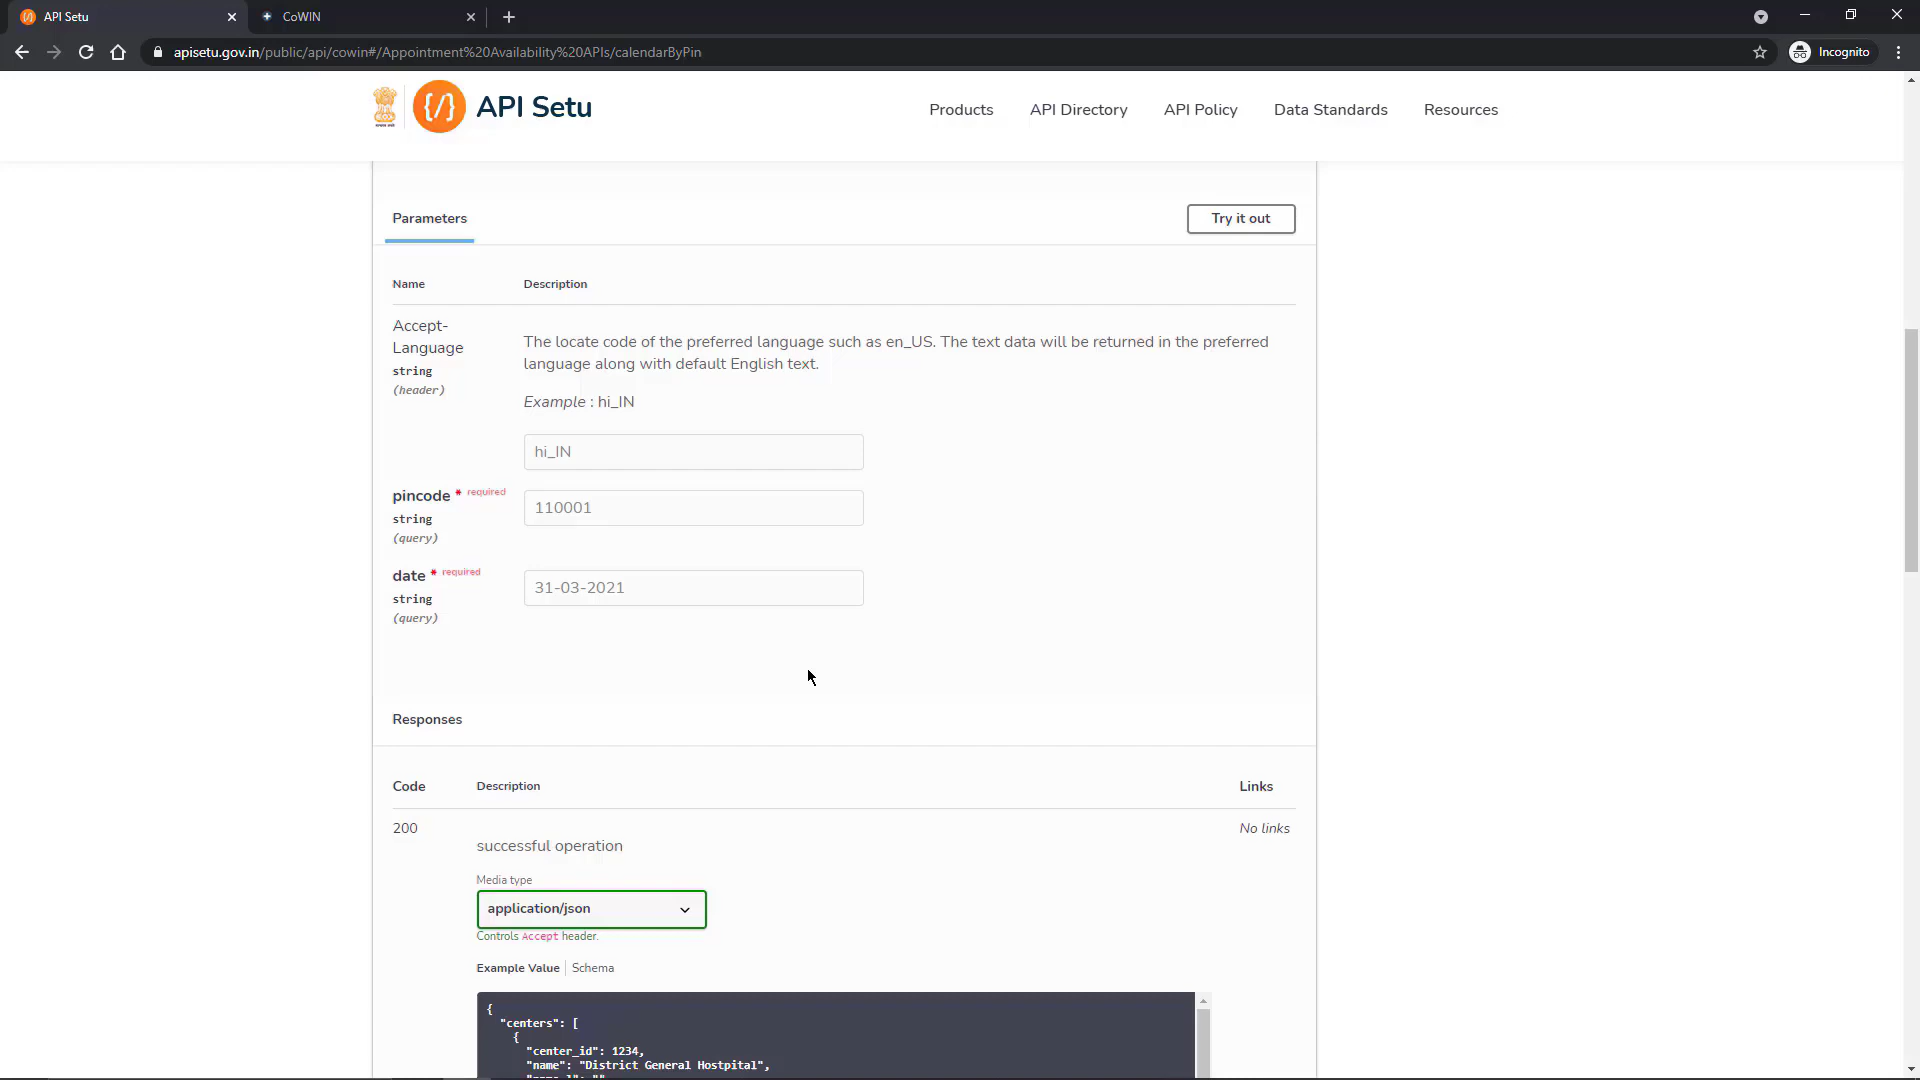 API Setu
CoWIN
apisetu.gov.in/public/api/cowin#/Appointment%20Availability%20APIs/calendarByPin
Incognito
{/} API Setu
Products
API Directory
API Policy
Data Standards
Resources
Parameters
Try it out
Name
Description
Accept-
Language
string
(header)
The locate code of the preferred language such as en_US. The text data will be returned in the preferred
language along with default English text.
Example : hi_IN
hi_IN
pincode * required
string
(query)
110001
date * required
string
(query)
31-03-2021
Responses
Code
Description
Links
200
successful operation
No links
Media type
application/json
Controls Accept header.
Example Value
Schema
{
"centers": [
{
"center_id": 1234,
"name": "District General Hostpital",